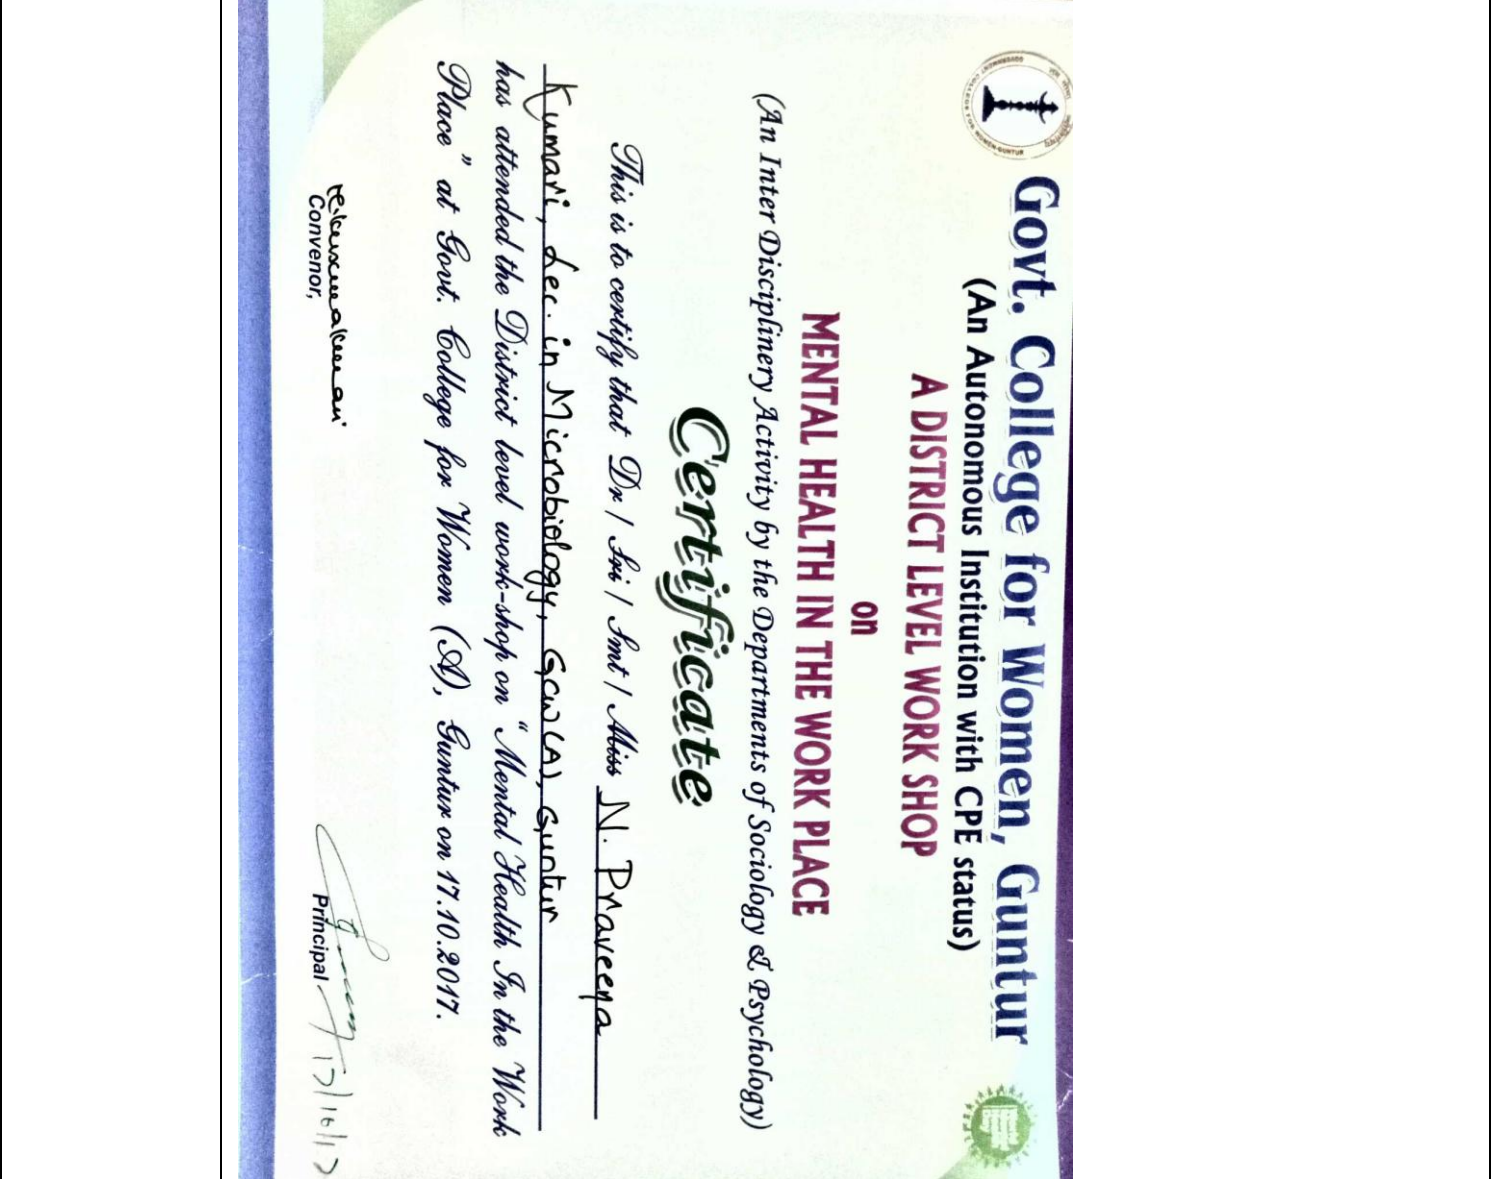 Govt. College for Women, Guntur
(An Autonomous Institution with CPE status)
A DISTRICT LEVEL WORK SHOP
on
MENTAL HEALTH IN THE WORK PLACE
(An Inter Disciplinery Activity by the Departments of Sociology & Psychology)
Certificate
This is to certify that Dr / Sri / Smt / Miss N. Praveena
Kumari, Lec. in Microbiology, GCW(A), Guntur
has attended the District level work-shop on "Mental Health In the Work
Place" at Govt. College for Women (A), Guntur on 17.10.2017.
Convenor,
Principal
17/10/17